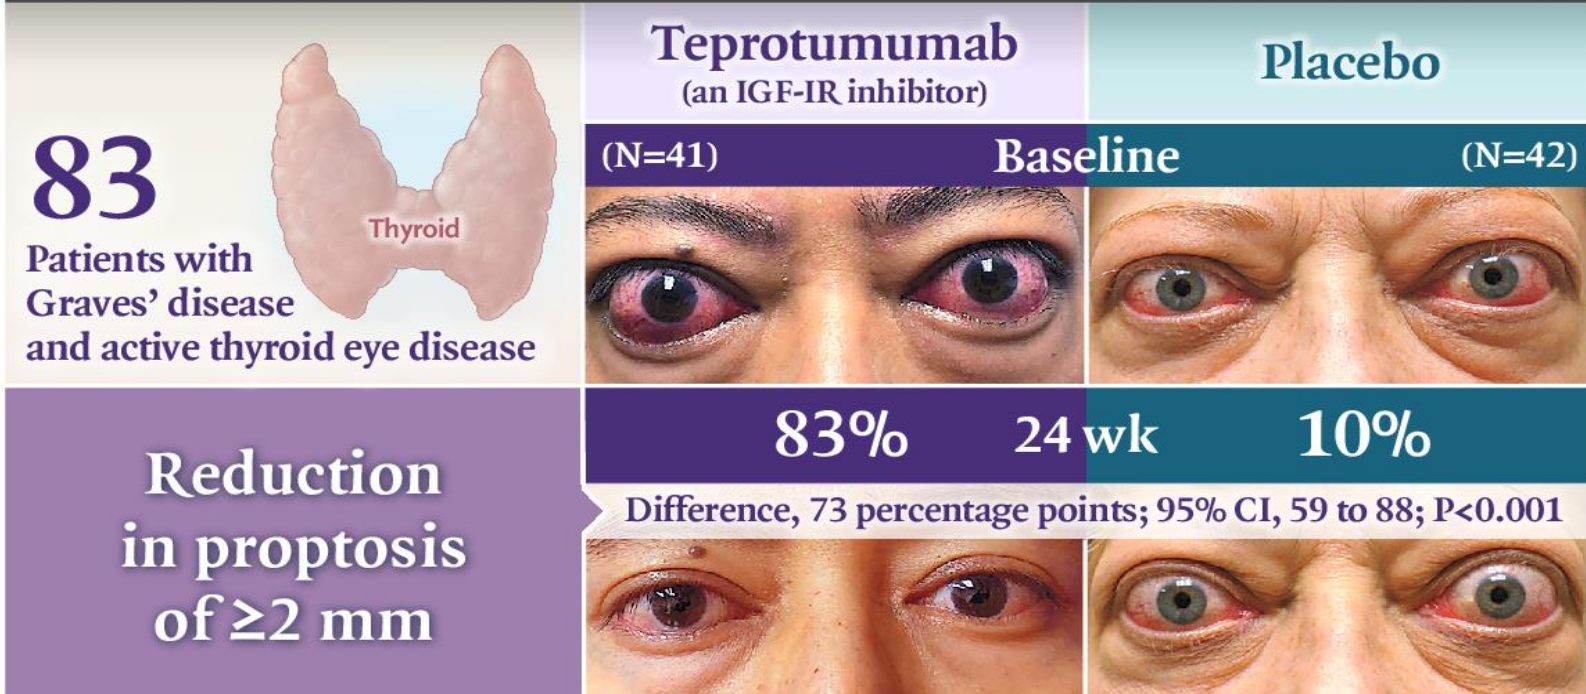 83
Patients with
Graves’ disease
and active thyroid eye disease
Thyroid
Teprotumumab
(an IGF-IR inhibitor)
Placebo
(N=41) Baseline (N=42)
Reduction
in proptosis
of ≥2 mm
83% 24 wk 10%
Difference, 73 percentage points; 95% CI, 59 to 88; P<0.001